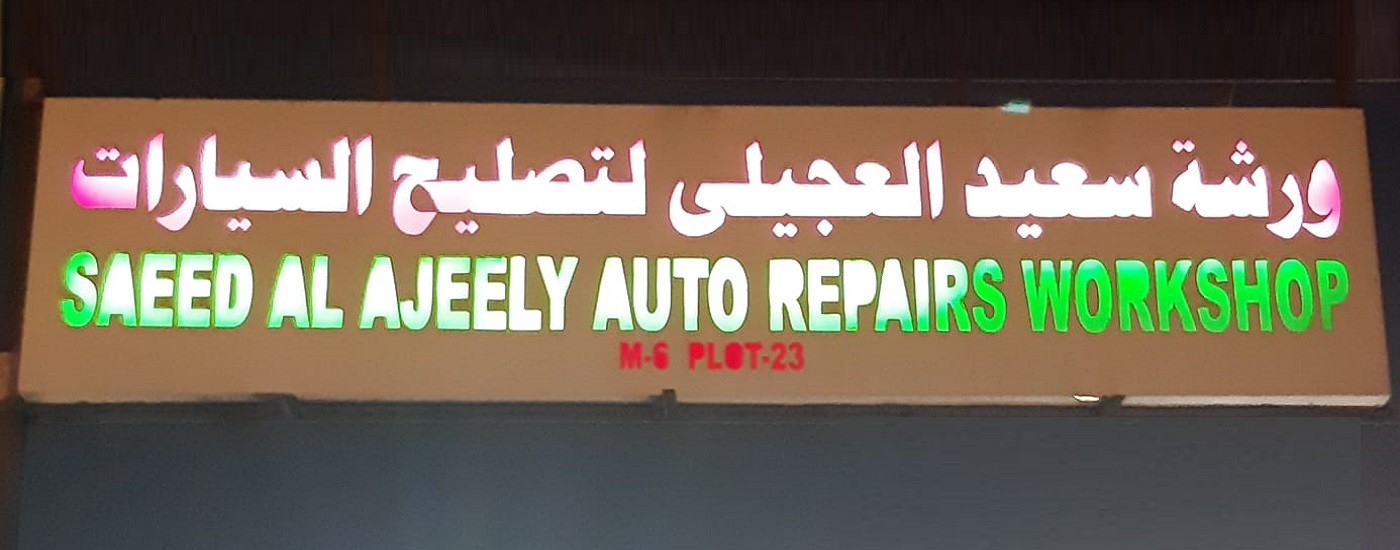 ورشة سعيد العجيلى لتصليح السيارات
SAEED AL AJEELY AUTO REPAIRS WORKSHOP
M-6 PLOT-23